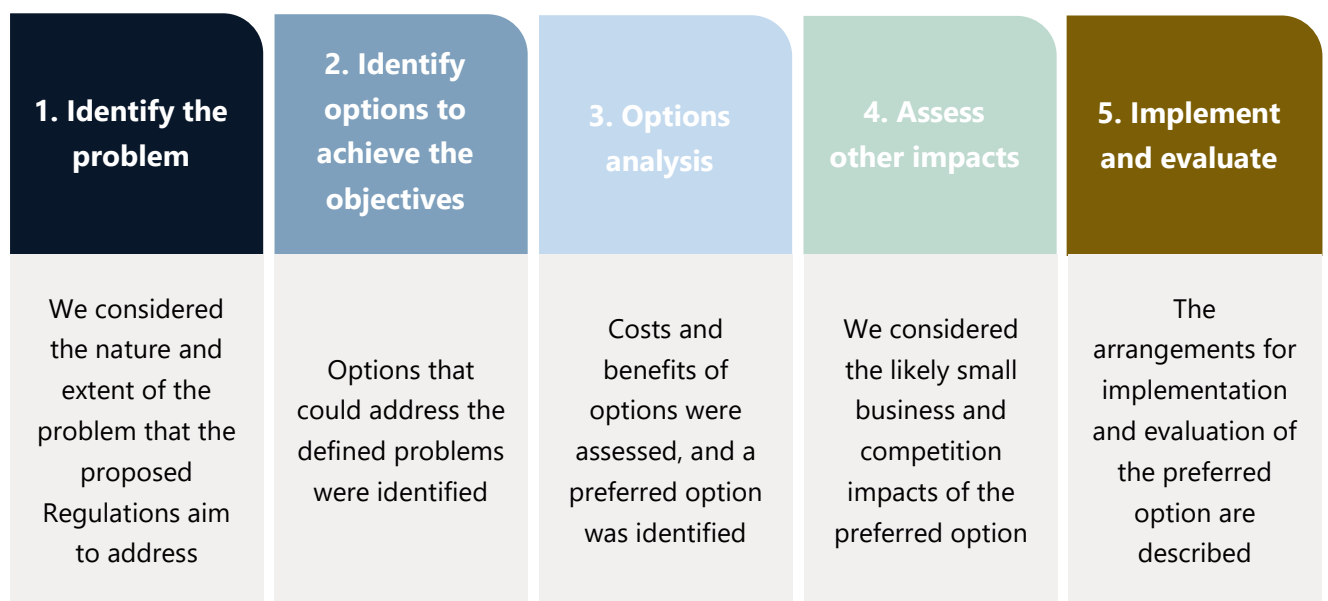 1. Identify the
problem
We considered
the nature and
extent of the
problem that the
proposed
Regulations aim
to address
2. Identify
options to
achieve the
objectives
Options that
could address the
defined problems
were identified
3. Options
analysis
Costs and
benefits of
options were
assessed, and a
preferred option
was identified
4. Assess
other impacts
We considered
the likely small
business and
competition
impacts of the
preferred option
5. Implement
and evaluate
The
arrangements for
implementation
and evaluation of
the preferred
option are
described